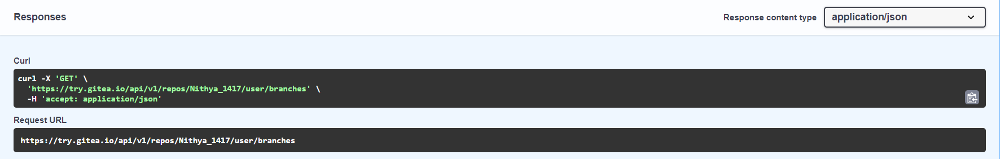 Responses
Response content type application/json
Curl
curl -X 'GET' \
'https://try.gitea.io/api/v1/repos/Nithya_1417/user/branches' \
-H 'accept: application/json'
Request URL
https://try.gitea.io/api/v1/repos/Nithya_1417/user/branches